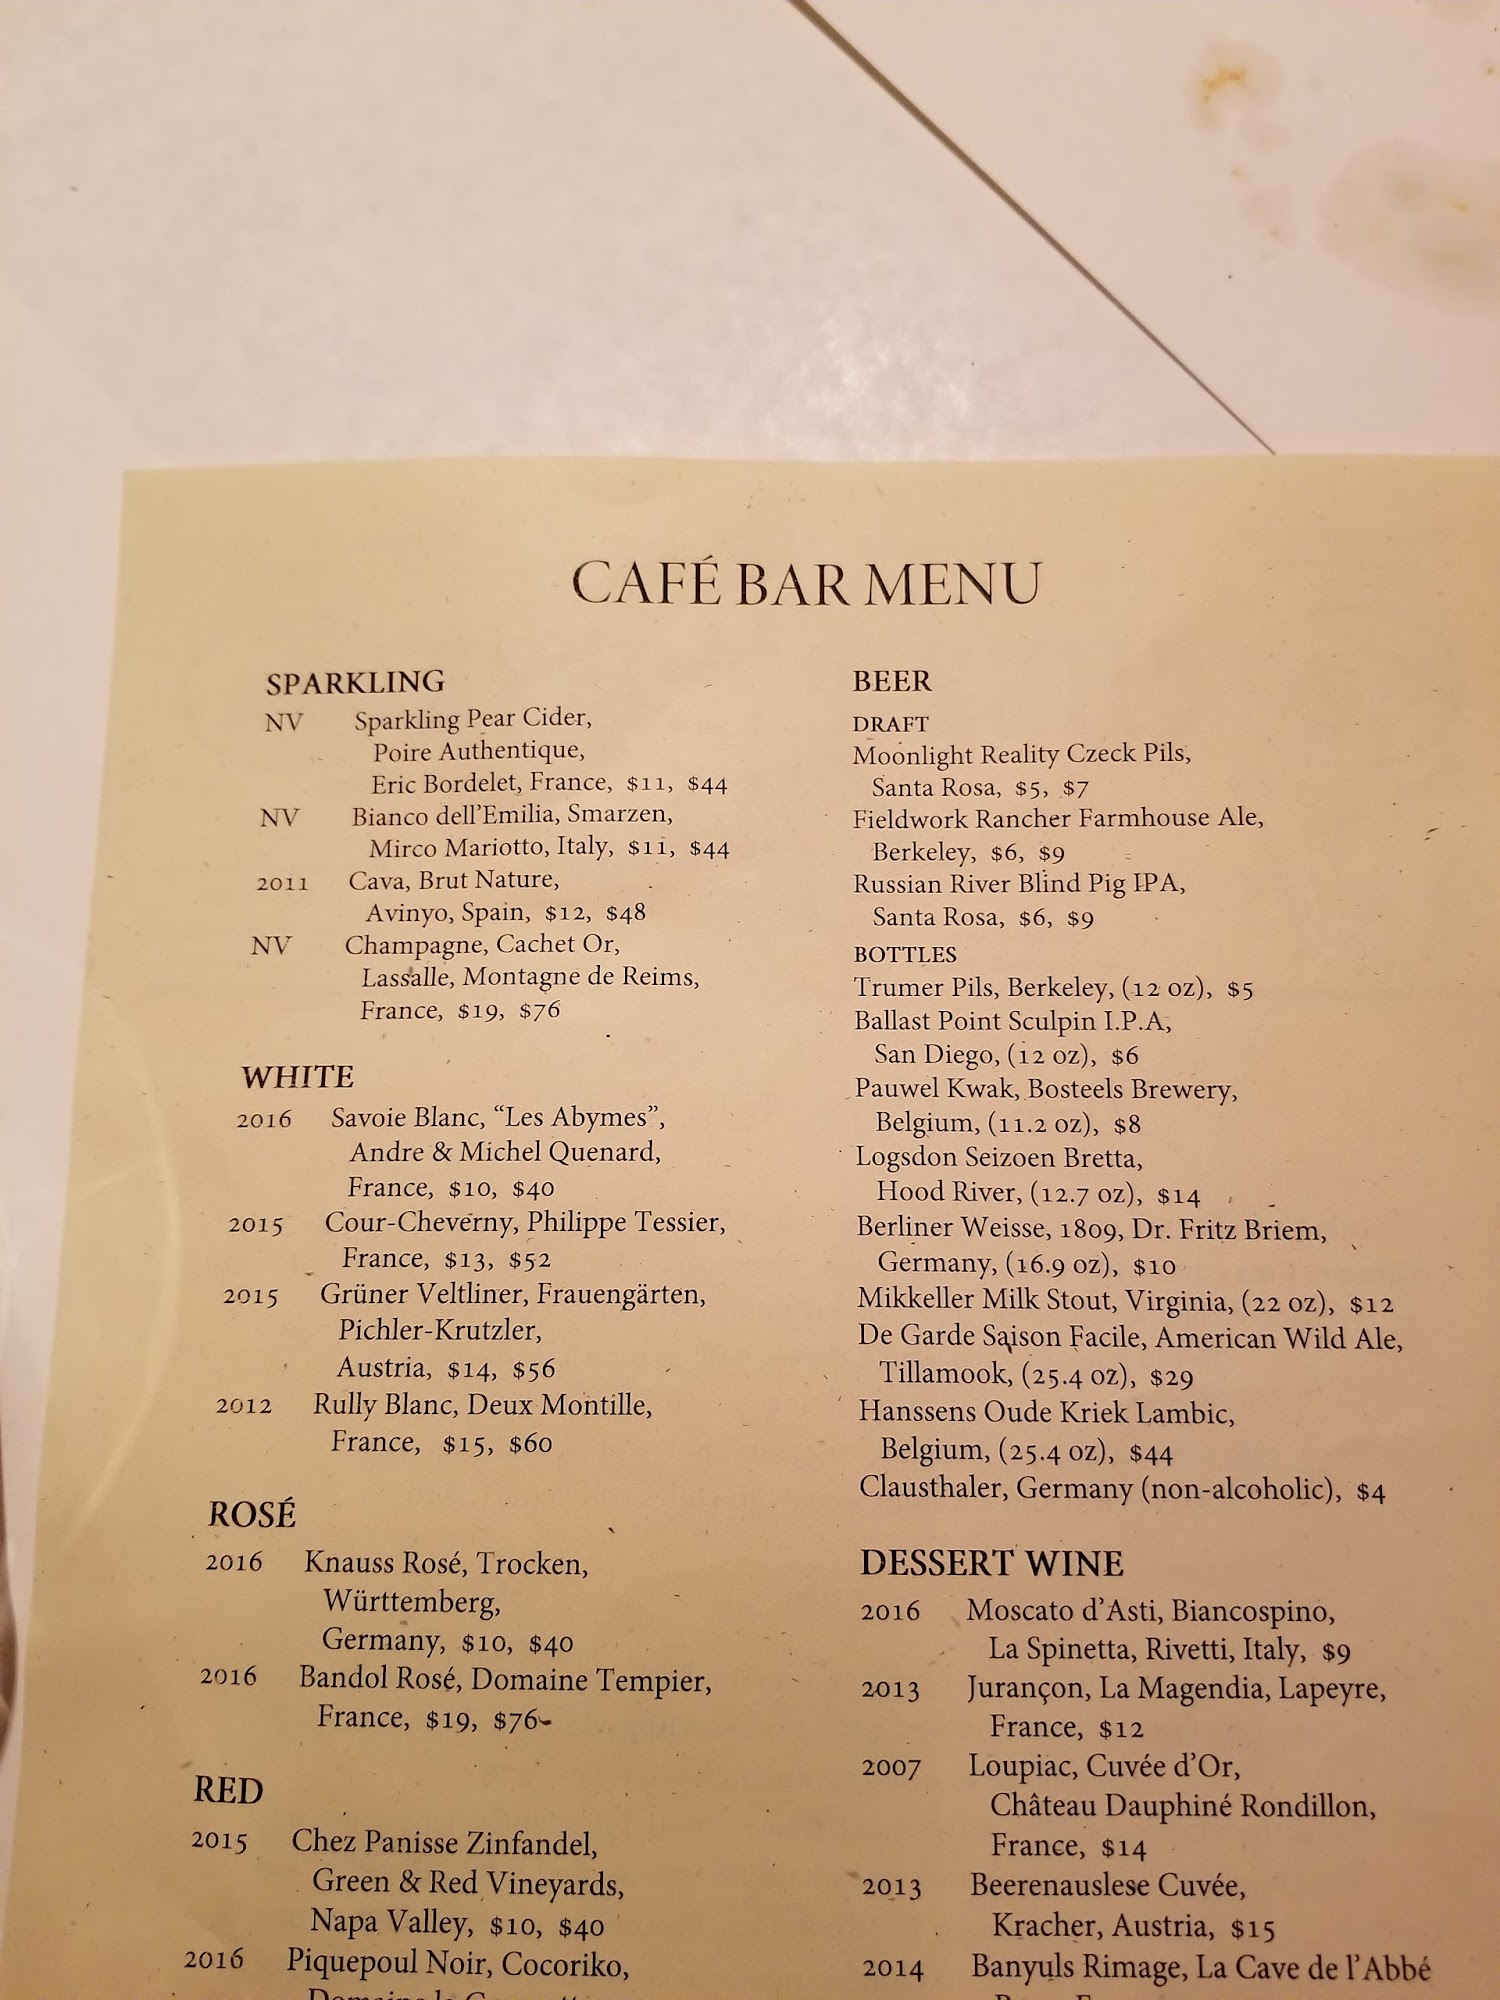 CAFÉ BAR MENU
SPARKLING
NV Sparkling Pear Cider,
Poire Authentique,
Eric Bordelet, France, $11, $44
NV Bianco dell'Emilia, Smarzen,
Mirco Mariotto, Italy, $11, $44
2011 Cava, Brut Nature,
Avinyo, Spain, $12, $48
NV Champagne, Cachet Or,
Lassalle, Montagne de Reims,
France, $19, $76
WHITE
2016 Savoie Blanc, “Les Abymes”,
Andre & Michel Quenard,
France, $10, $40
2015 Cour-Cheverny, Philippe Tessier,
France, $13, $52
2015 Grüner Veltliner, Frauengärten,
Pichler-Krutzler,
Austria, $14, $56
2012 Rully Blanc, Deux Montille,
France, $15, $60
ROSÉ
2016 Knauss Rosé, Trocken,
Württemberg,
Germany, $10, $40
2016 Bandol Rosé, Domaine Tempier,
France, $19, $76
RED
2015 Chez Panisse Zinfandel,
Green & Red Vineyards,
Napa Valley, $10, $40
2016 Piquepoul Noir, Cocoriko,
BEER
DRAFT
Moonlight Reality Czeck Pils,
Santa Rosa, $5, $7
Fieldwork Rancher Farmhouse Ale,
Berkeley, $6, $9
Russian River Blind Pig IPA,
Santa Rosa, $6, $9
BOTTLES
Trumer Pils, Berkeley, (12 oz), $5
Ballast Point Sculpin I.P.A,
San Diego, (12 oz), $6
Pauwel Kwak, Bosteels Brewery,
Belgium, (11.2 oz), $8
Logsdon Seizoen Bretta,
Hood River, (12.7 oz), $14
Berliner Weisse, 1809, Dr. Fritz Briem,
Germany, (16.9 oz), $10
Mikkeller Milk Stout, Virginia, (22 oz), $12
De Garde Saison Facile, American Wild Ale,
Tillamook, (25.4 oz), $29
Hanssens Oude Kriek Lambic,
Belgium, (25.4 oz), $44
Clausthaler, Germany (non-alcoholic), $4
DESSERT WINE
2016 Moscato d'Asti, Biancospino,
La Spinetta, Rivetti, Italy, $9
2013 Jurançon, La Magendia, Lapeyre,
France, $12
2007 Loupiac, Cuvée d'Or,
Château Dauphiné Rondillon,
France, $14
2013 Beerenauslese Cuvée,
Kracher, Austria, $15
2014 Banyuls Rimage, La Cave de l'Abbé